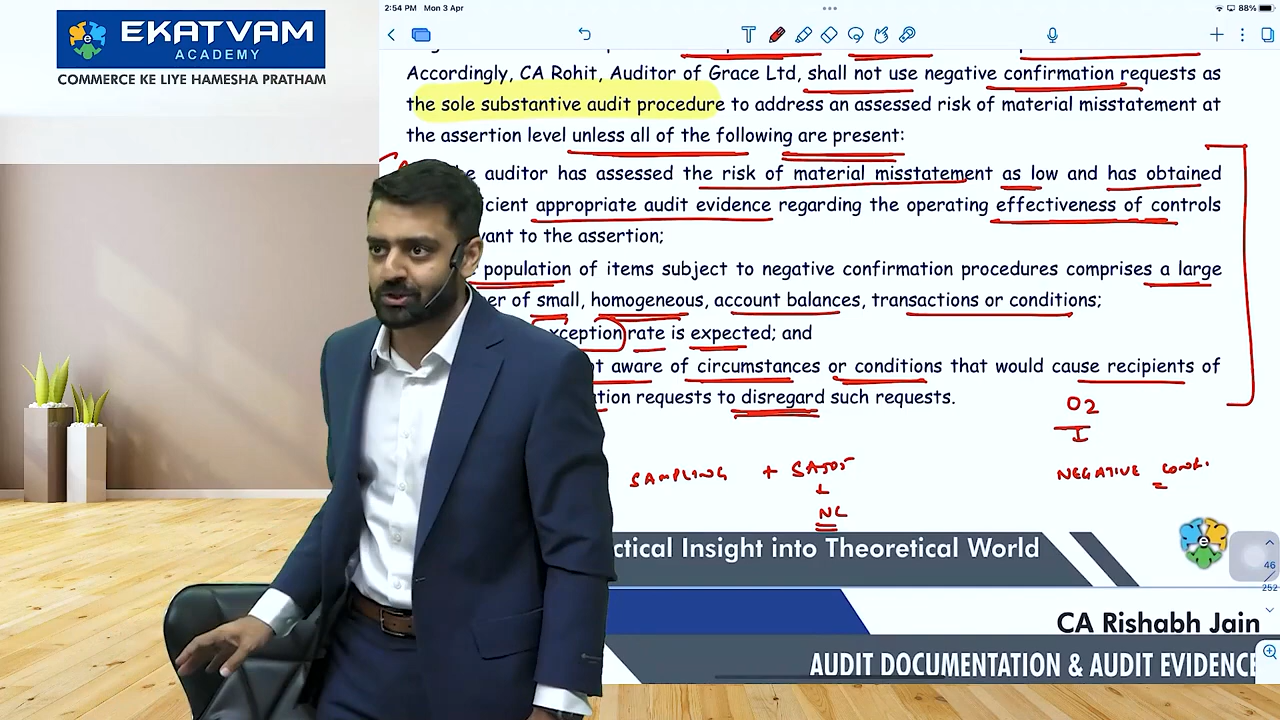 2:54 PM Mon 3 Apr
88%
EKATVAM
ACADEMY
COMMERCE KE LIYE HAMESHA PRATHAM
Accordingly, CA Rohit, Auditor of Grace Ltd, shall not use negative confirmation requests as
the sole substantive audit procedure to address an assessed risk of material misstatement at
the assertion level unless all of the following are present:
auditor has assessed the risk of material misstatement as low and has obtained
appropriate audit evidence regarding the operating effectiveness of controls
to the assertion;
population of items subject to negative confirmation procedures comprises a large
of small, homogeneous, account balances, transactions or conditions;
rate is expected; and
aware of circumstances or conditions that would cause recipients of
requests to disregard such requests.
O2
I
SAMPLING + SA505
NEGATIVE CONF.
NC
Insight into Theoretical World
46
252
CA Rishabh Jain
AUDIT DOCUMENTATION & AUDIT EVIDENCE